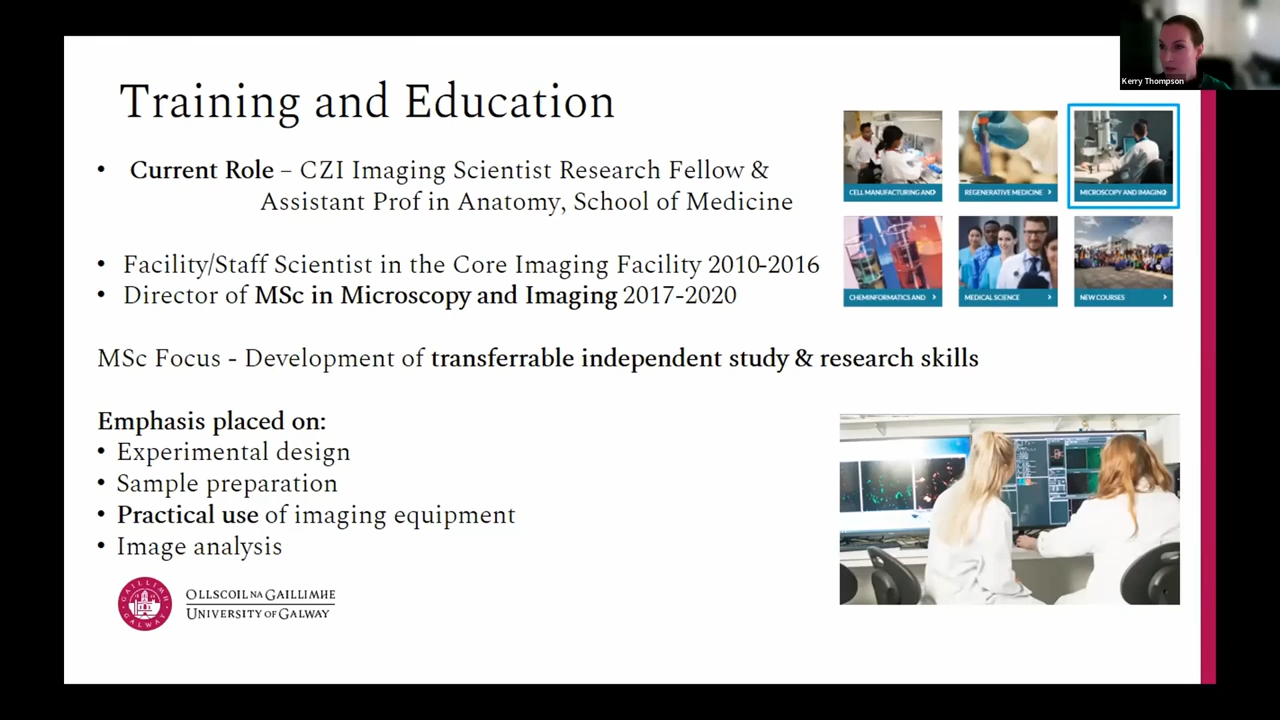 Kerry Thompson
Training and Education
• Current Role – CZI Imaging Scientist Research Fellow &
Assistant Prof in Anatomy, School of Medicine
• Facility/Staff Scientist in the Core Imaging Facility 2010-2016
• Director of MSc in Microscopy and Imaging 2017-2020
MSc Focus - Development of transferrable independent study & research skills
Emphasis placed on:
• Experimental design
• Sample preparation
• Practical use of imaging equipment
• Image analysis
CELL MANUFACTURING AND
REGENERATIVE MEDICINE
MICROSCOPY AND IMAGING
CHEMINFORMATICS AND
MEDICAL SCIENCE
NEW COURSES
GAILLIMH
GALWAY
OLLSCOIL NA GAILLIMHE
UNIVERSITY OF GALWAY